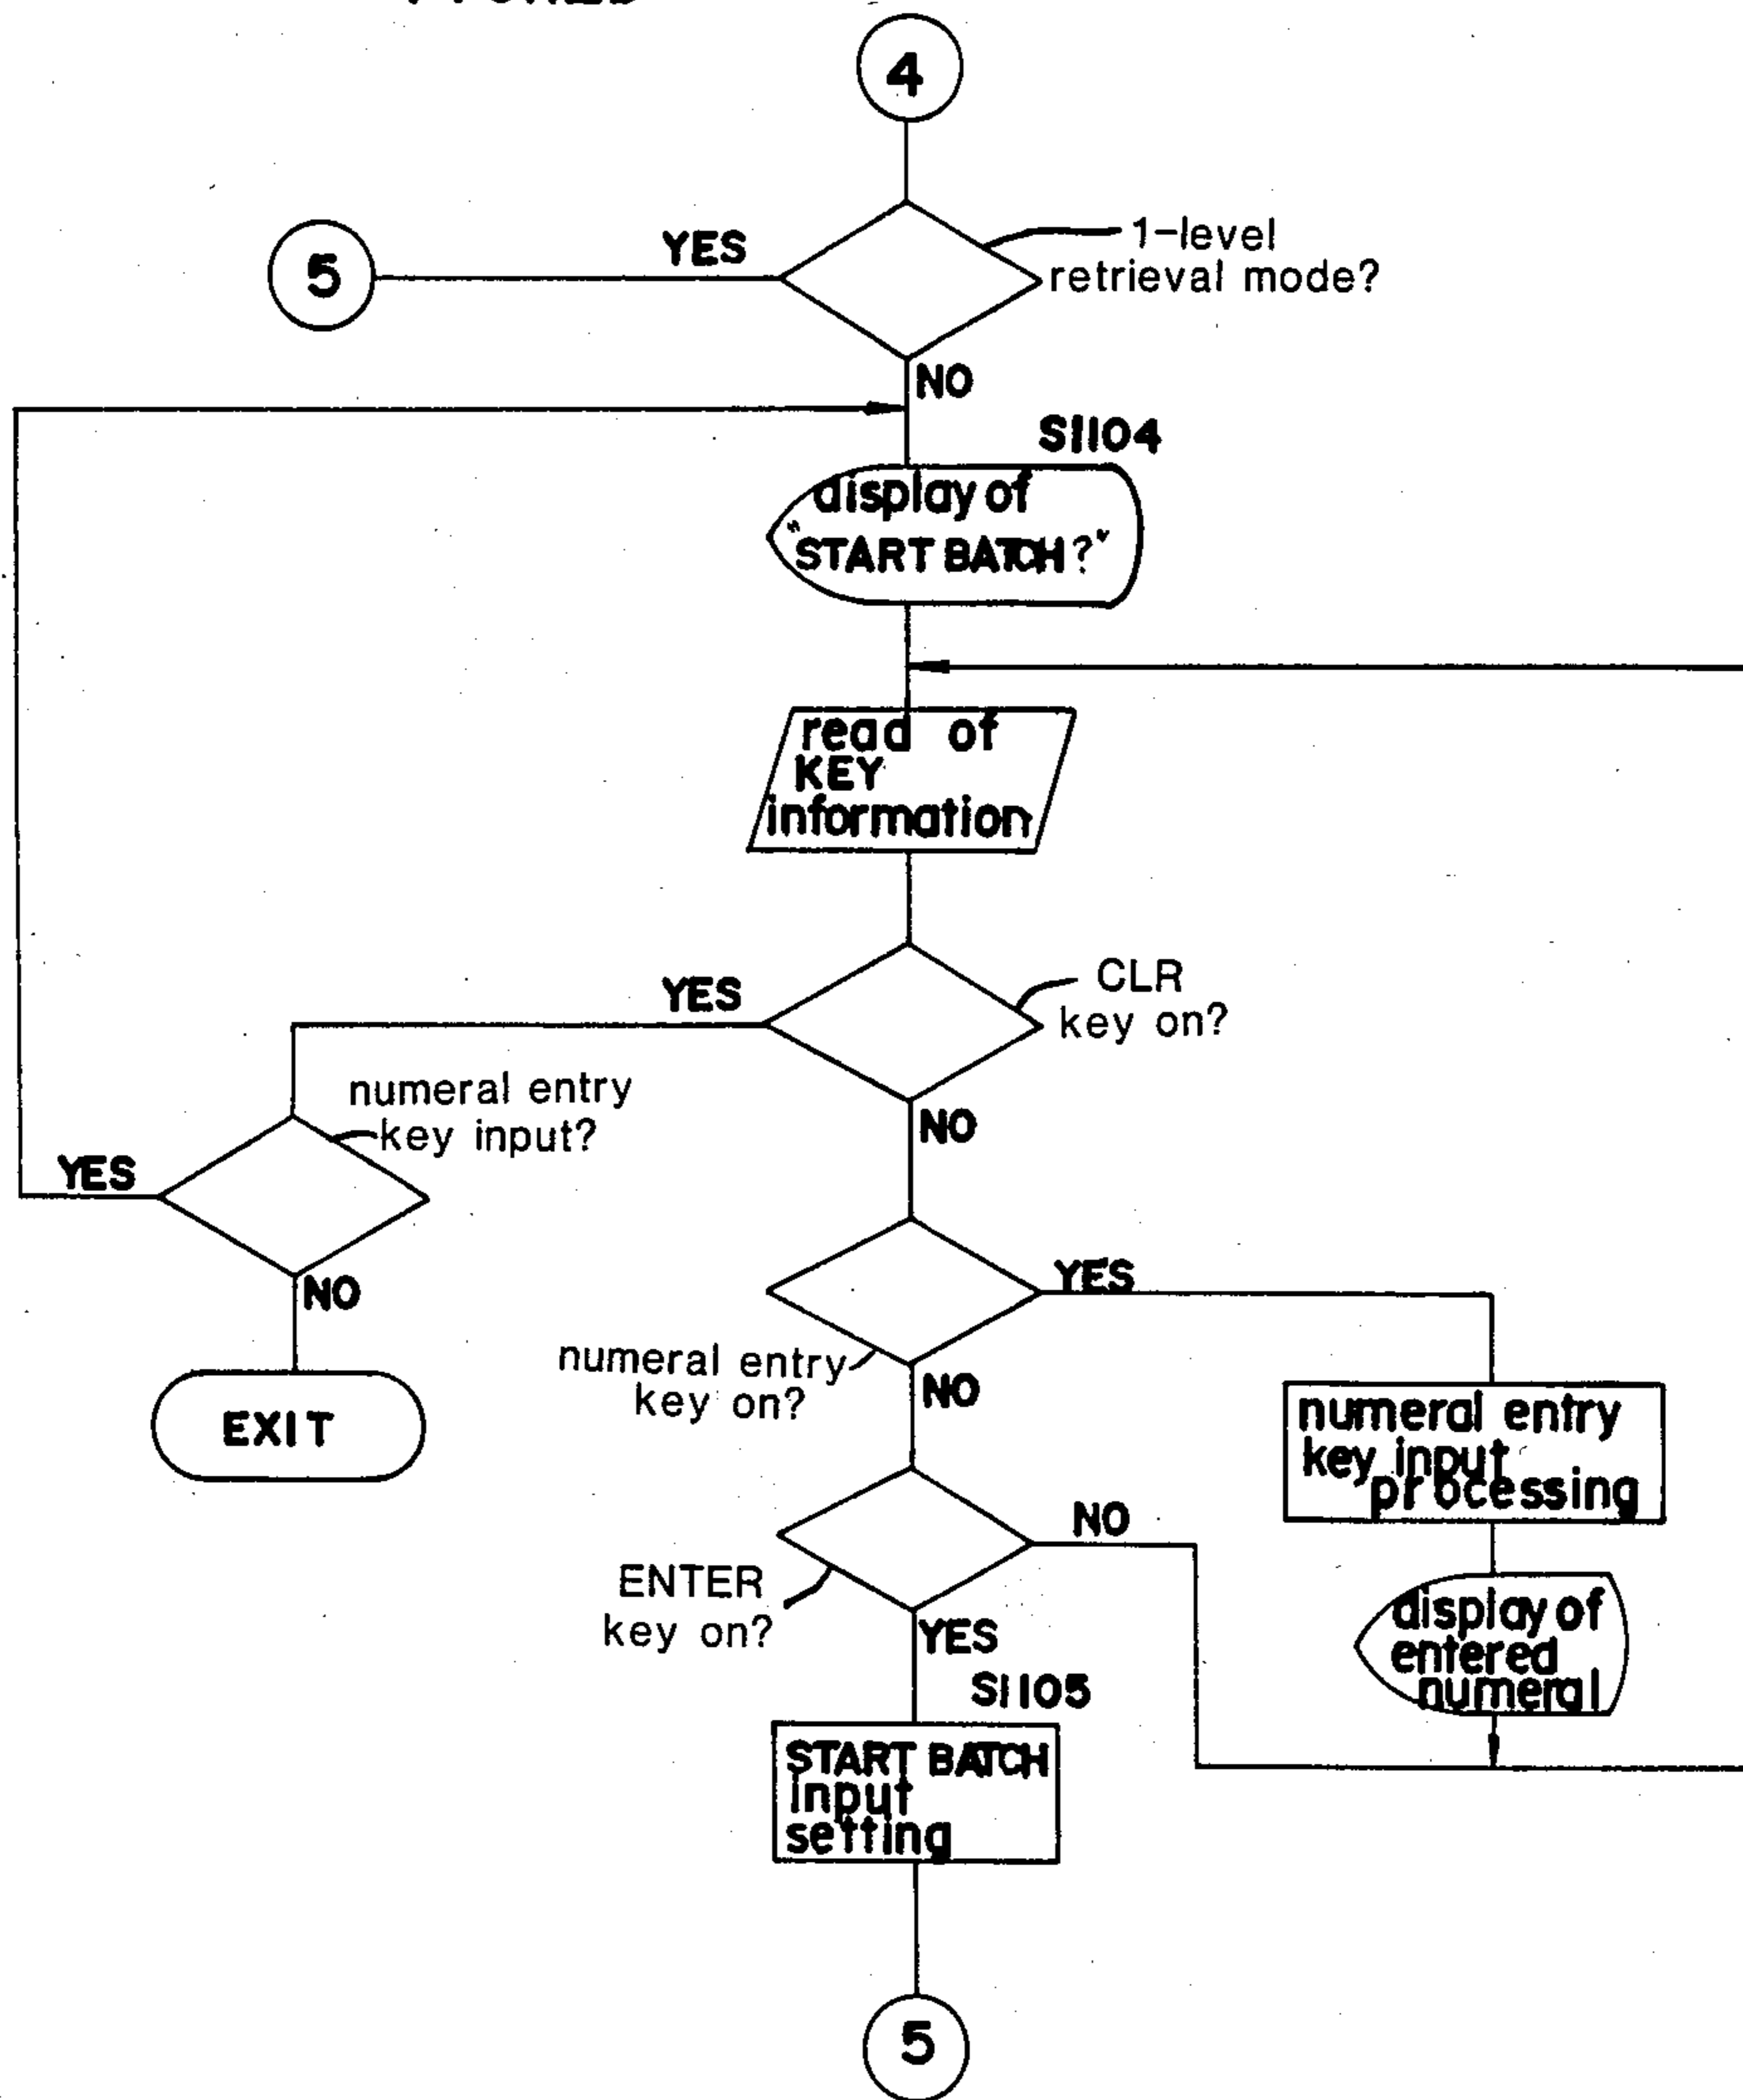 4
1-level
YES
5
retrieval mode?
NO
S1104
display of
"START BATCH?"
read of
KEY
information
CLR
YES
key on?
numeral entry
key input?
NO
YES
YES
NO
numeral entry
key on?
NO
EXIT
numeral entry
key input
processing
NO
ENTER
key on?
display of
entered
numeral
YES
S1105
START BATCH
input
setting
5